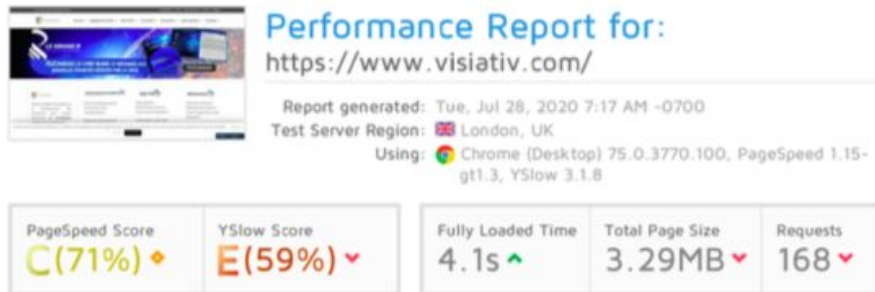 Performance Report for:
https://www.visiativ.com/
Report generated: Tue, Jul 28, 2020 7:17 AM -0700
Test Server Region: London, UK
Using: Chrome (Desktop) 75.0.3770.100, PageSpeed 1.15-
gt1.3, YSlow 3.1.8
PageSpeed Score
C(71%)
YSlow Score
E(59%)
Fully Loaded Time
4.1s
Total Page Size
3.29MB
Requests
168